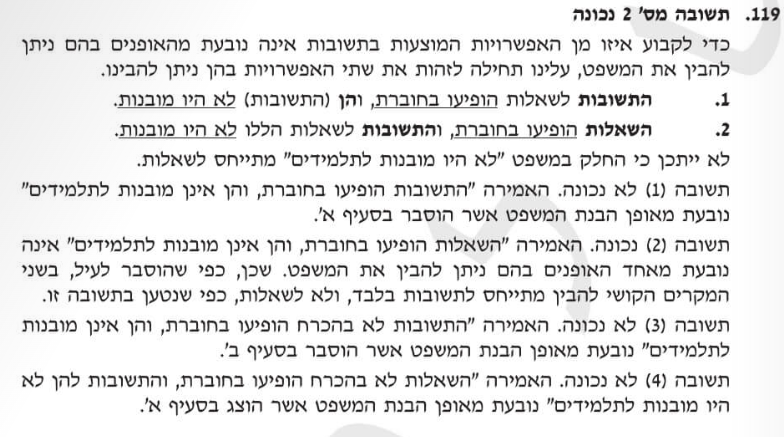 119. תשובה מס' 2 נכונה
כדי לקבוע איזו מן האפשרויות המוצעות בתשובות אינה נובעת מהאופנים בהם ניתן
להבין את המשפט, עלינו תחילה לזהות את שתי האפשרויות בהן ניתן להבינו.
1. התשובות לשאלות הופיעו בחוברת, והן (התשובות) לא היו מובנות.
2. השאלות הופיעו בחוברת, והתשובות לשאלות הללו לא היו מובנות.
לא ייתכן כי החלק במשפט "לא היו מובנות לתלמידים" מתייחס לשאלות.
תשובה (1) לא נכונה. האמירה "התשובות הופיעו בחוברת, והן אינן מובנות לתלמידים"
נובעת מאופן הבנת המשפט אשר הוסבר בסעיף א'.
תשובה (2) נכונה. האמירה "השאלות הופיעו בחוברת, והן אינן מובנות לתלמידים" אינה
נובעת מאחד האופנים בהם ניתן להבין את המשפט. שכן, כפי שהוסבר לעיל, בשני
המקרים הקושי להבין מתייחס לתשובות בלבד, ולא לשאלות, כפי שנטען בתשובה זו.
תשובה (3) לא נכונה. האמירה "התשובות לא בהכרח הופיעו בחוברת, והן אינן מובנות
לתלמידים" נובעת מאופן הבנת המשפט אשר הוסבר בסעיף ב'.
תשובה (4) לא נכונה. האמירה "השאלות לא בהכרח הופיעו בחוברת, והתשובות להן לא
היו מובנות לתלמידים" נובעת מאופן הבנת המשפט אשר הוצג בסעיף א'.